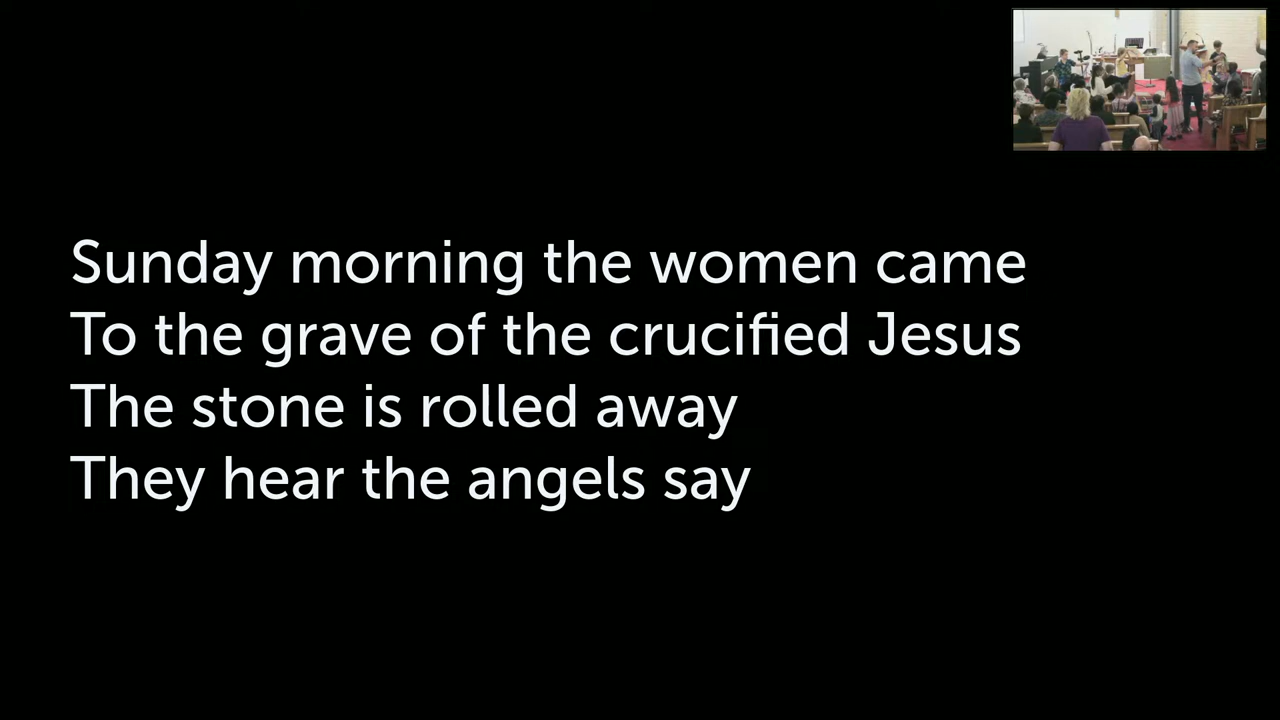 Sunday morning the women came
To the grave of the crucified Jesus
The stone is rolled away
They hear the angels say